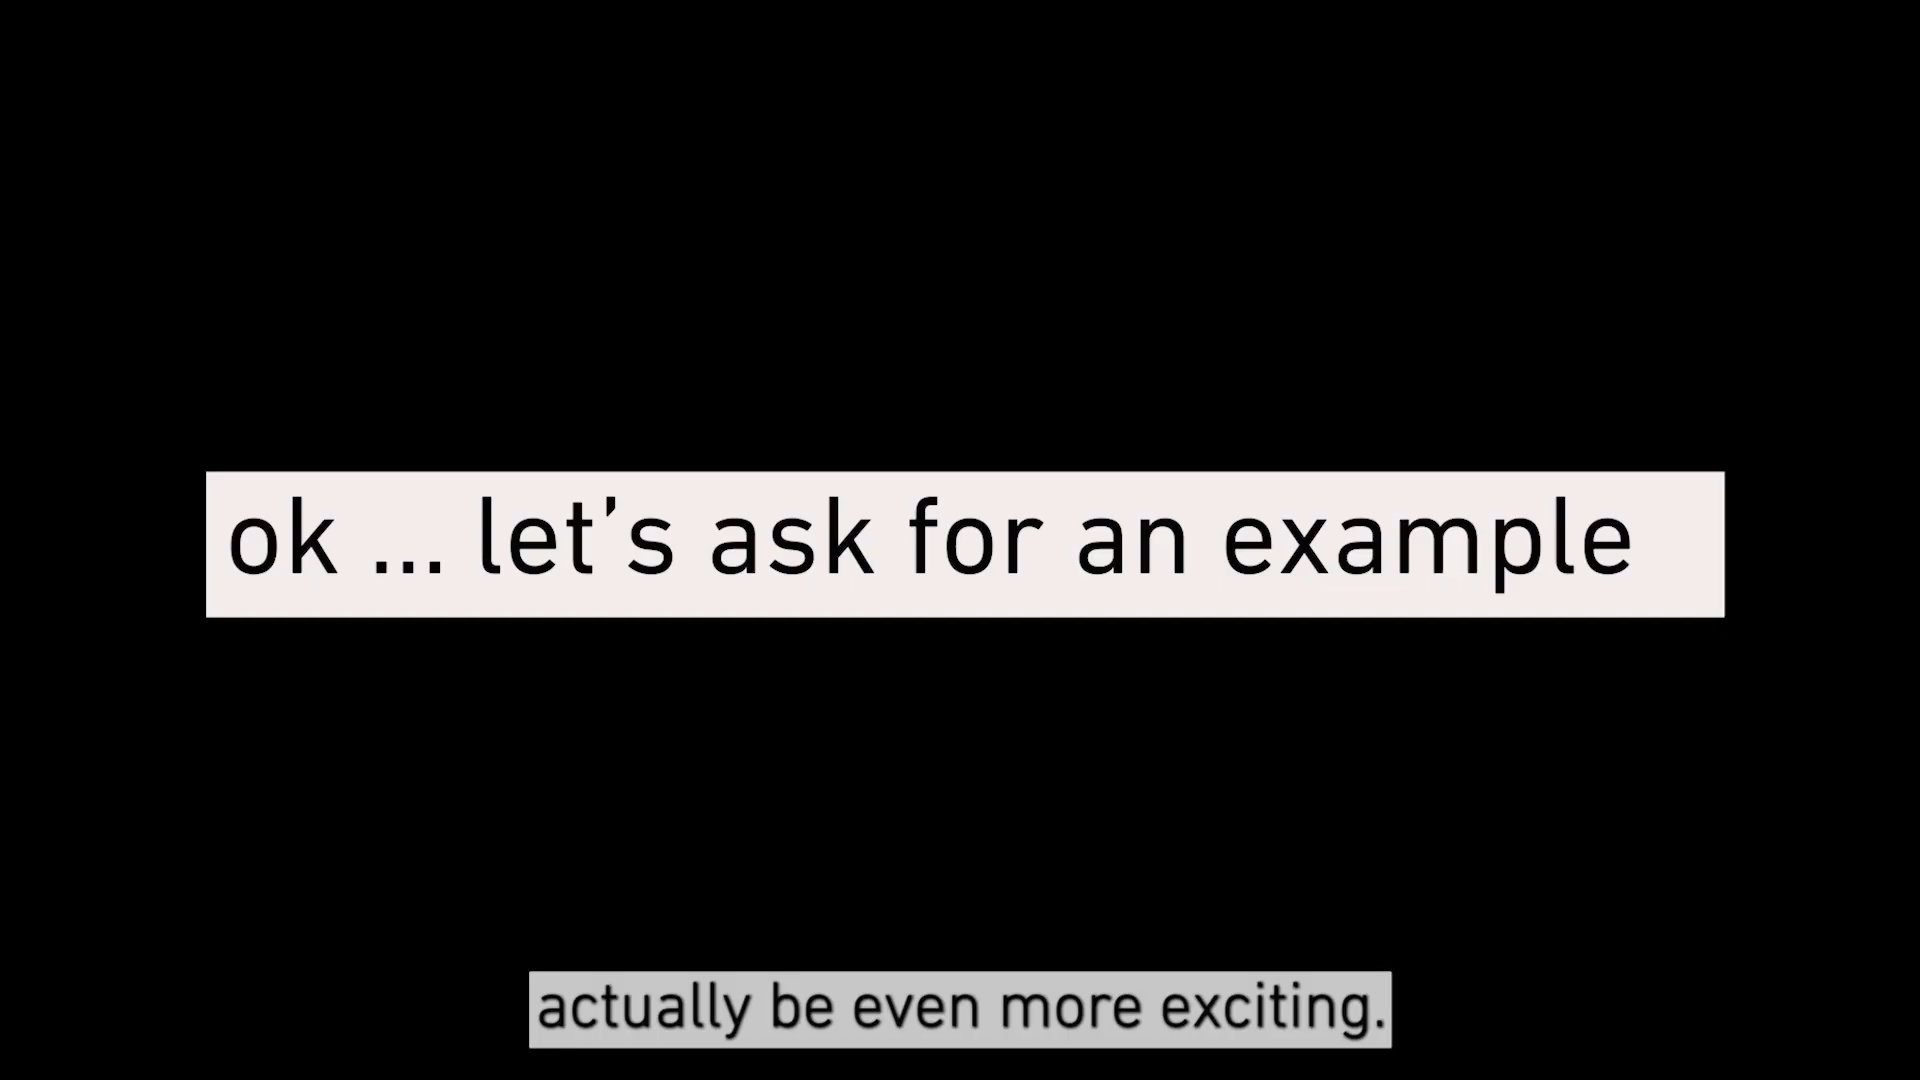 ok ... let’s ask for an example
actually be even more exciting.